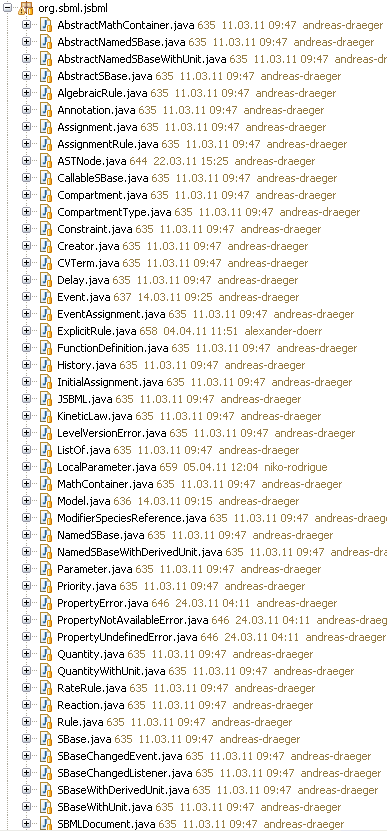 org.sbml.jsbml
AbstractMathContainer.java 635 11.03.11 09:47 andreas-draeger
AbstractNamedSBase.java 635 11.03.11 09:47 andreas-draeger
AbstractNamedSBaseWithUnit.java 635 11.03.11 09:47 andreas-draeger
AbstractSBase.java 635 11.03.11 09:47 andreas-draeger
AlgebraicRule.java 635 11.03.11 09:47 andreas-draeger
Annotation.java 635 11.03.11 09:47 andreas-draeger
Assignment.java 635 11.03.11 09:47 andreas-draeger
AssignmentRule.java 635 11.03.11 09:47 andreas-draeger
ASTNode.java 644 22.03.11 15:25 andreas-draeger
CallableSBase.java 635 11.03.11 09:47 andreas-draeger
Compartment.java 635 11.03.11 09:47 andreas-draeger
CompartmentType.java 635 11.03.11 09:47 andreas-draeger
Constraint.java 635 11.03.11 09:47 andreas-draeger
Creator.java 635 11.03.11 09:47 andreas-draeger
CVTerm.java 635 11.03.11 09:47 andreas-draeger
Delay.java 635 11.03.11 09:47 andreas-draeger
Event.java 637 14.03.11 09:25 andreas-draeger
EventAssignment.java 635 11.03.11 09:47 andreas-draeger
ExplicitRule.java 658 04.04.11 11:51 alexander-doerr
FunctionDefinition.java 635 11.03.11 09:47 andreas-draeger
History.java 635 11.03.11 09:47 andreas-draeger
InitialAssignment.java 635 11.03.11 09:47 andreas-draeger
JSBML.java 635 11.03.11 09:47 andreas-draeger
KineticLaw.java 635 11.03.11 09:47 andreas-draeger
LevelVersionError.java 635 11.03.11 09:47 andreas-draeger
ListOf.java 635 11.03.11 09:47 andreas-draeger
LocalParameter.java 659 05.04.11 12:04 niko-rodrigue
MathContainer.java 635 11.03.11 09:47 andreas-draeger
Model.java 636 14.03.11 09:15 andreas-draeger
ModifierSpeciesReference.java 635 11.03.11 09:47 andreas-draeger
NamedSBase.java 635 11.03.11 09:47 andreas-draeger
NamedSBaseWithDerivedUnit.java 635 11.03.11 09:47 andreas-drae
Parameter.java 635 11.03.11 09:47 andreas-draeger
Priority.java 635 11.03.11 09:47 andreas-draeger
PropertyError.java 646 24.03.11 04:11 andreas-draeger
PropertyNotAvailableError.java 646 24.03.11 04:11 andreas-draeger
PropertyUndefinedError.java 646 24.03.11 04:11 andreas-draeger
Quantity.java 635 11.03.11 09:47 andreas-draeger
QuantityWithUnit.java 635 11.03.11 09:47 andreas-draeger
RateRule.java 635 11.03.11 09:47 andreas-draeger
Reaction.java 635 11.03.11 09:47 andreas-draeger
Rule.java 635 11.03.11 09:47 andreas-draeger
SBase.java 635 11.03.11 09:47 andreas-draeger
SBaseChangedEvent.java 635 11.03.11 09:47 andreas-draeger
SBaseChangedListener.java 635 11.03.11 09:47 andreas-draeger
SBaseWithDerivedUnit.java 635 11.03.11 09:47 andreas-draeger
SBaseWithUnit.java 635 11.03.11 09:47 andreas-draeger
SBMLDocument.java 635 11.03.11 09:47 andreas-draeger